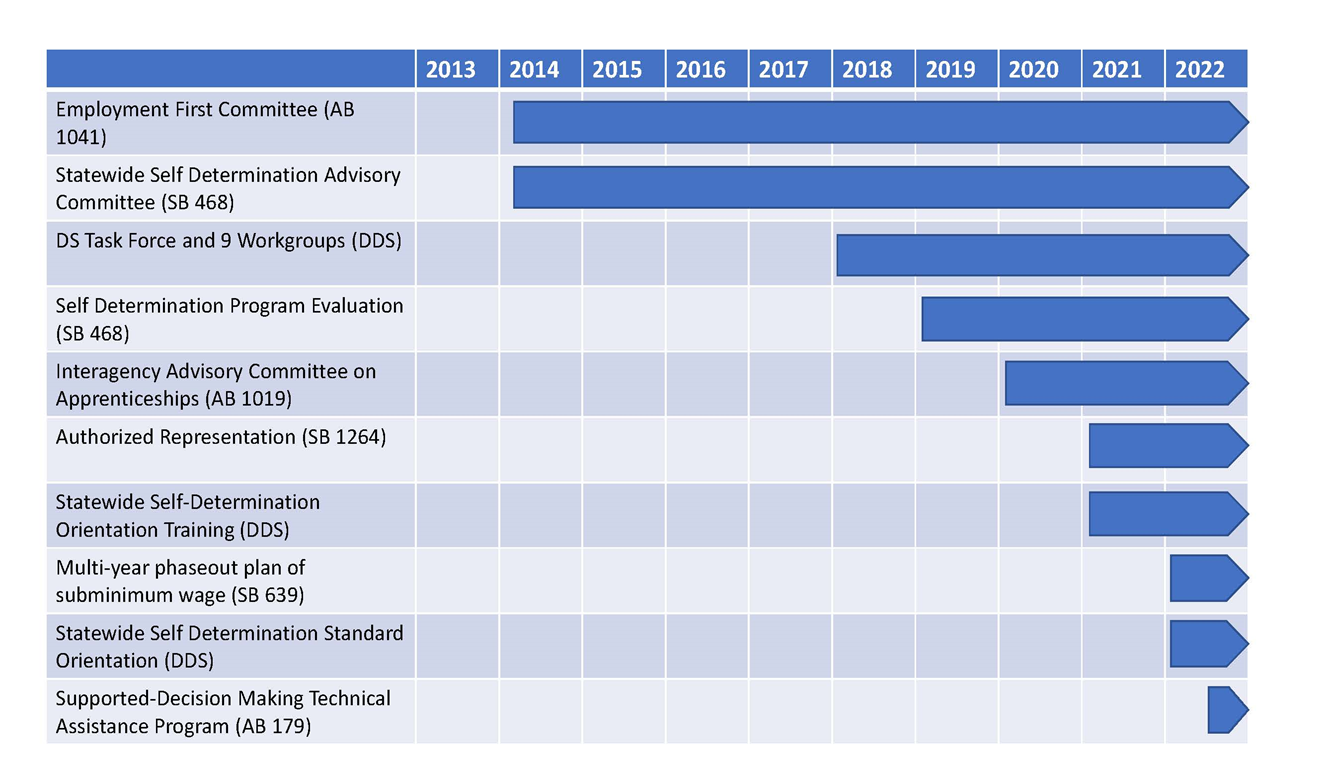 2013 2014 2015 2016 2017 2018 2019 2020 2021 2022
Employment First Committee (AB
1041)
Statewide Self Determination Advisory
Committee (SB 468)
DS Task Force and 9 Workgroups (DDS)
Self Determination Program Evaluation
(SB 468)
Interagency Advisory Committee on
Apprenticeships (AB 1019)
Authorized Representation (SB 1264)
Statewide Self-Determination
Orientation Training (DDS)
Multi-year phaseout plan of
subminimum wage (SB 639)
Statewide Self Determination Standard
Orientation (DDS)
Supported-Decision Making Technical
Assistance Program (AB 179)